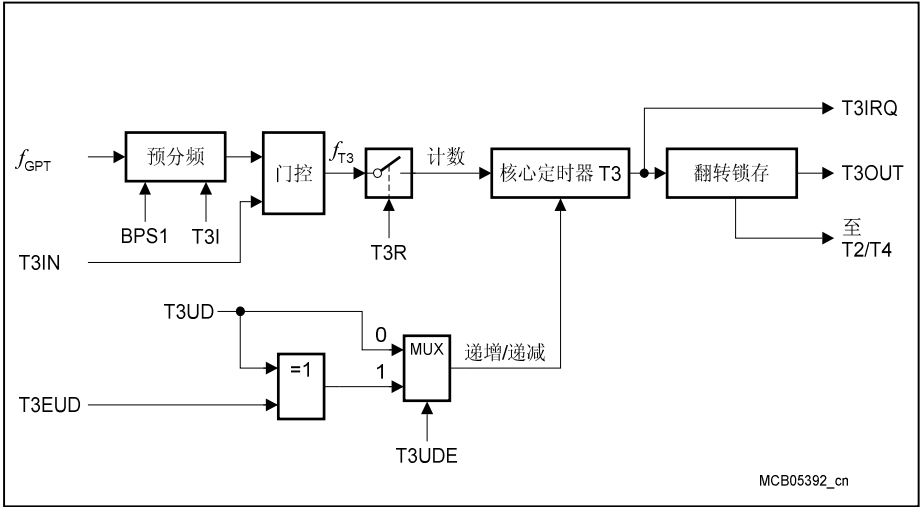 T3IRQ
fGPT
预分频
门控
fT3
计数
核心定时器 T3
翻转锁存
T3OUT
BPS1
T3I
T3R
至
T2/T4
T3IN
T3UD
0
MUX
递增/递减
=1
1
T3EUD
T3UDE
MCB05392_cn